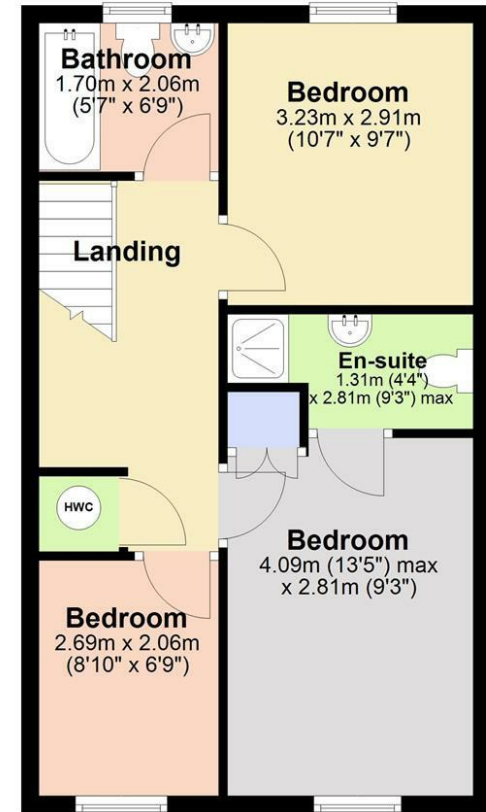 Bathroom
1.70m x 2.06m
(5'7" x 6'9")
Bedroom
3.23m x 2.91m
(10'7" x 9'7")
Landing
En-suite
1.31m (4'4")
x 2.81m (9'3") max
HWC
Bedroom
4.09m (13'5") max
x 2.81m (9'3")
Bedroom
2.69m x 2.06m
(8'10" x 6'9")